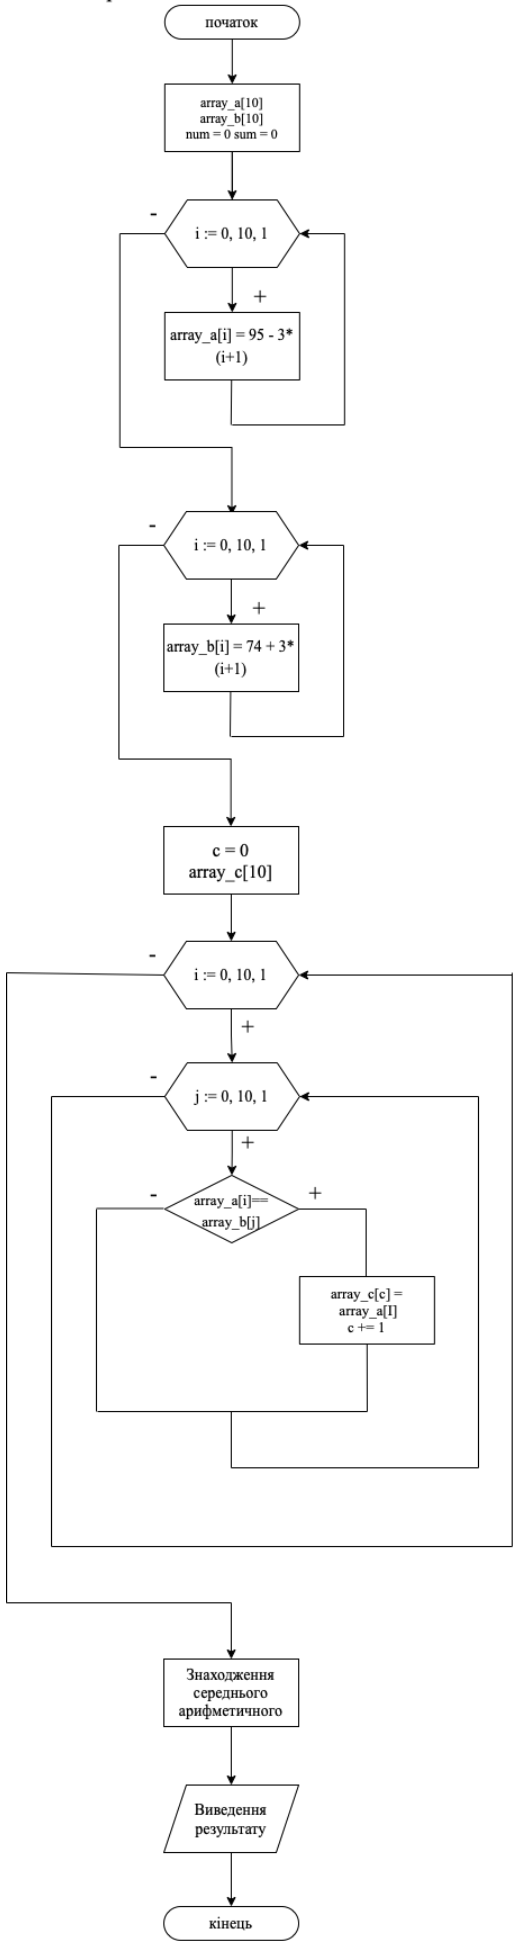 початок
array_a[10]
array_b[10]
num = 0 sum = 0
-
i := 0, 10, 1
+
array_a[i] = 95 - 3*
(i+1)
-
i := 0, 10, 1
+
array_b[i] = 74 + 3*
(i+1)
c = 0
array_c[10]
-
i := 0, 10, 1
+
-
j := 0, 10, 1
+
-
array_a[i]==
array_b[j]
+
array_c[c] =
array_a[I]
c += 1
Знаходження
середнього
арифметичного
Виведення
результату
кінець